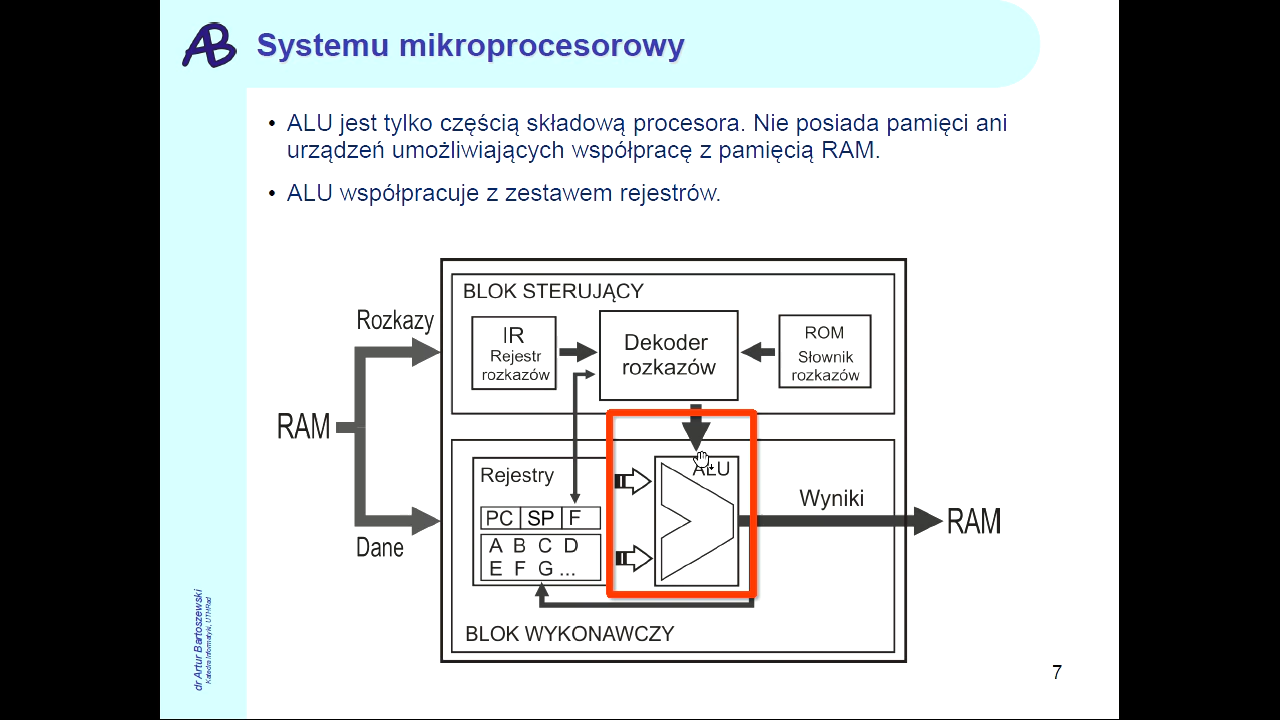 AB
Systemu mikroprocesorowy
• ALU jest tylko częścią składową procesora. Nie posiada pamięci ani
urządzeń umożliwiających współpracę z pamięcią RAM.
• ALU współpracuje z zestawem rejestrów.
BLOK STERUJĄCY
Rozkazy
IR
Rejestr
rozkazów
Dekoder
rozkazów
ROM
Słownik
rozkazów
RAM
Rejestry
ALU
PC SP F
A B C D
E F G ...
Wyniki
RAM
Dane
BLOK WYKONAWCZY
dr Artur Bartoszewski
Katedra Informatyki, UTHRad
7